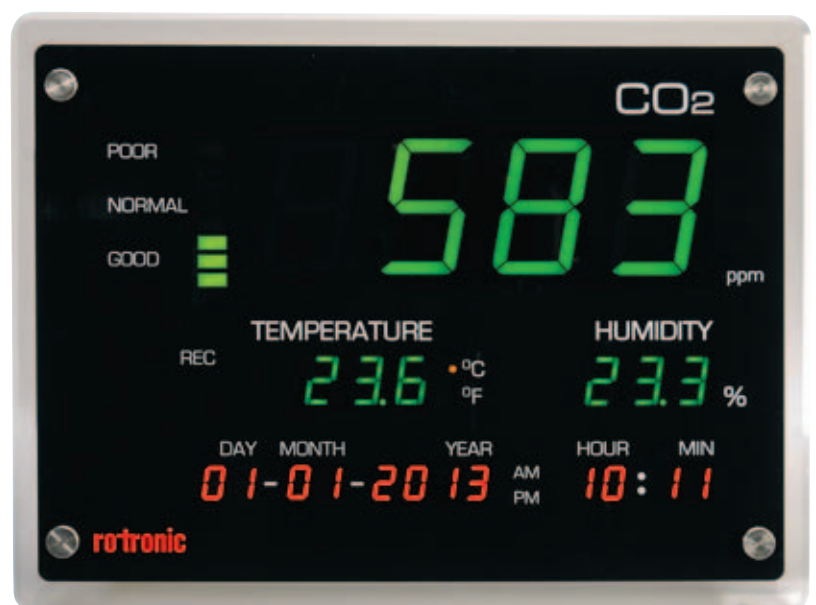 CO2
POOR
NORMAL
GOOD
583 ppm
TEMPERATURE HUMIDITY
REC 23.6 °C °F 23.3 %
DAY MONTH YEAR HOUR MIN
01-01-2013 AM PM 10:11
rotronic